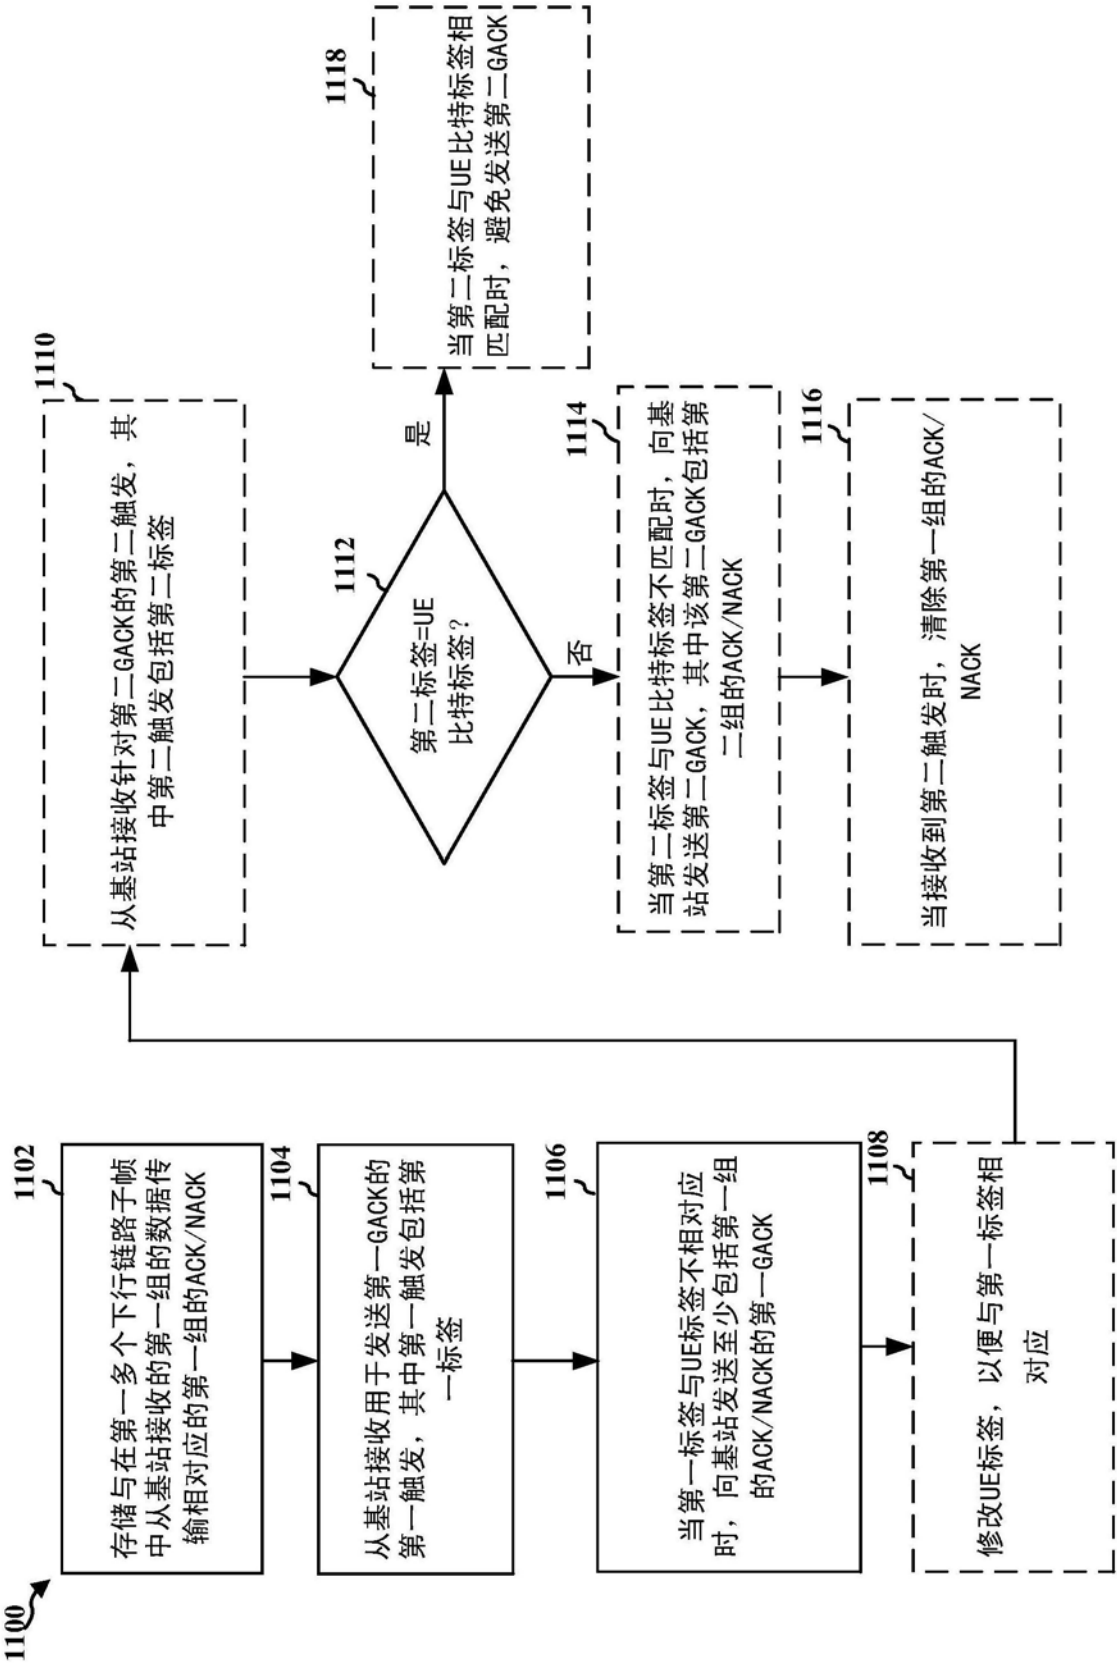 1100
1102
存储与在第一多个下行链路子帧
中从基站接收的第一组的数据传
输相对应的第一组的ACK/NACK
1104
从基站接收用于发送第一GACK的
第一触发，其中第一触发包括第
一标签
1106
当第一标签与UE标签不相对应
时，向基站发送至少包括第一组
的ACK/NACK的第一GACK
1108
修改UE标签，以便与第一标签相
对应
1110
从基站接收针对第二GACK的第二触发，其
中第二触发包括第二标签
1112
第二标签=UE
比特标签？
是
否
1114
当第二标签与UE比特标签不匹配时，向基
站发送第二GACK，其中该第二GACK包括第
二组的ACK/NACK
1116
当接收到第二触发时，清除第一组的ACK/
NACK
1118
当第二标签与UE比特标签相
匹配时，避免发送第二GACK